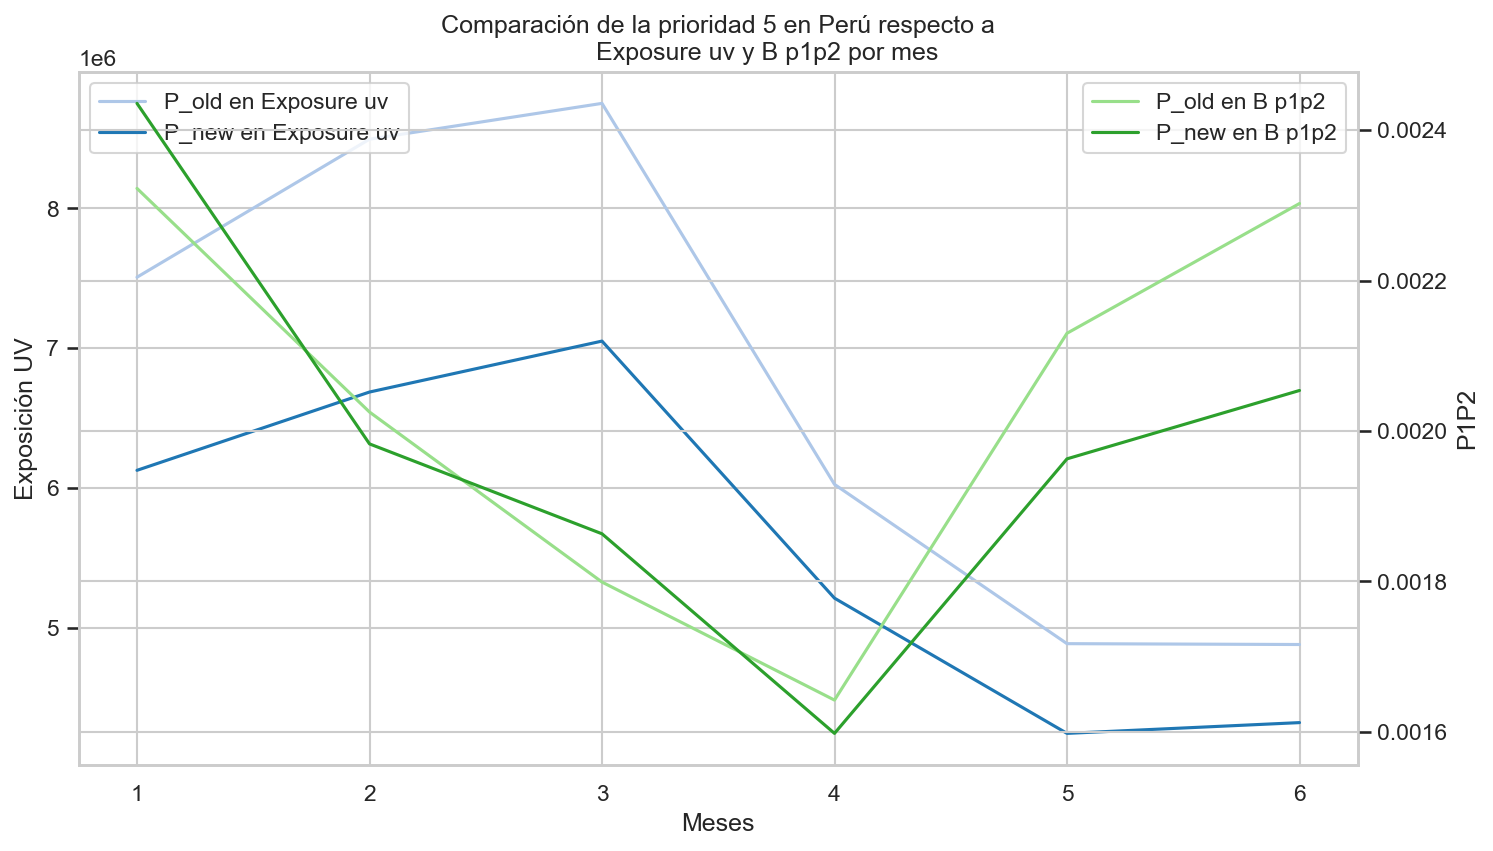 Comparación de la prioridad 5 en Perú respecto a
Exposure uv y B p1p2 por mes
1e6
P_old en Exposure uv
P_new en Exposure uv
P_old en B p1p2
P_new en B p1p2
8
7
6
5
Exposición UV
0.0024
0.0022
0.0020
0.0018
0.0016
P1P2
1 2 3 4 5 6
Meses